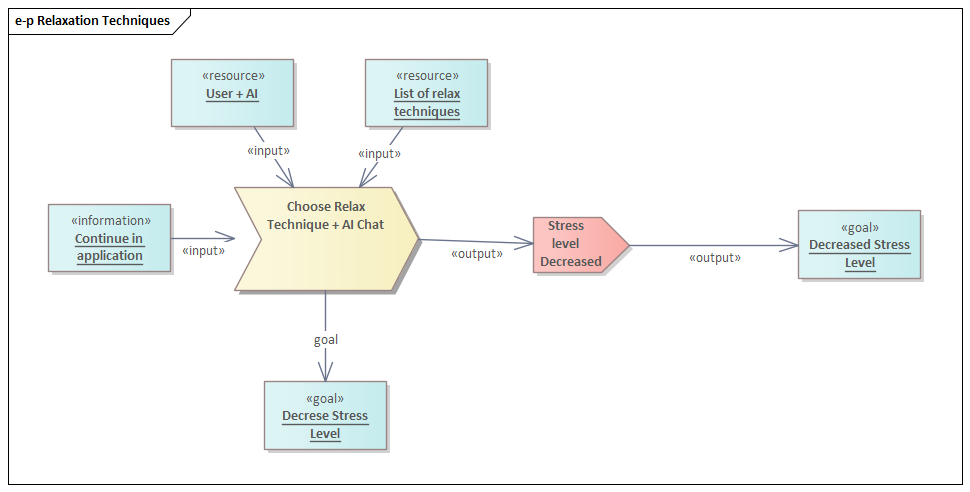 e-p Relaxation Techniques
«resource»
User + AI
«resource»
List of relax
techniques
«input»
«input»
«information»
Continue in
application
«input»
Choose Relax
Technique + AI Chat
«output»
Stress
level
Decreased
«output»
«goal»
Decreased Stress
Level
goal
«goal»
Decrese Stress
Level